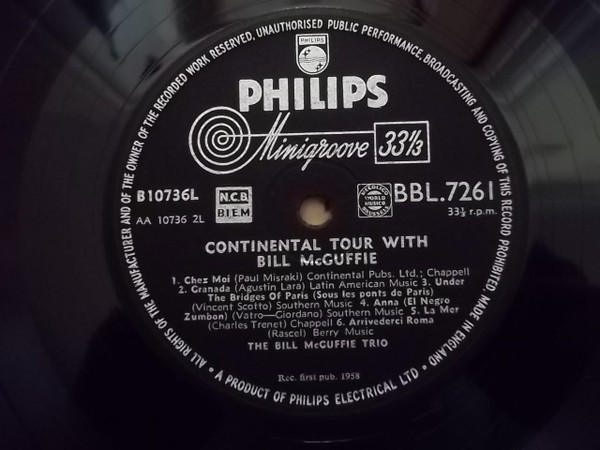 ALL RIGHTS OF THE MANUFACTURER AND OF THE OWNER OF THE RECORDED WORK RESERVED, UNAUTHORISED PUBLIC PERFORMANCE, BROADCASTING AND COPYING OF THIS RECORD PROHIBITED, MADE IN ENGLAND
PHILIPS
PHILIPS
Minigroove 33⅓
B10736L
AA 10736 2L
N.C.B.
B.I.E.M
WORLD
BBL.7261
33⅓ r.p.m.
CONTINENTAL TOUR WITH
BILL McGUFFIE
1. Chez Moi (Paul Misraki) Continental Pubs. Ltd.; Chappell
2. Granada (Agustin Lara) Latin American Music 3. Under
The Bridges Of Paris (Sous les ponts de Paris)
(Vincent Scotto) Southern Music 4. Anna (El Negro
Zumbon) (Vatro—Giordano) Southern Music 5. La Mer
(Charles Trenet) Chappell 6. Arrivederci Roma
(Rascel) Berry Music
THE BILL McGUFFIE TRIO
Rec. first pub. 1958
• A PRODUCT OF PHILIPS ELECTRICAL LTD •